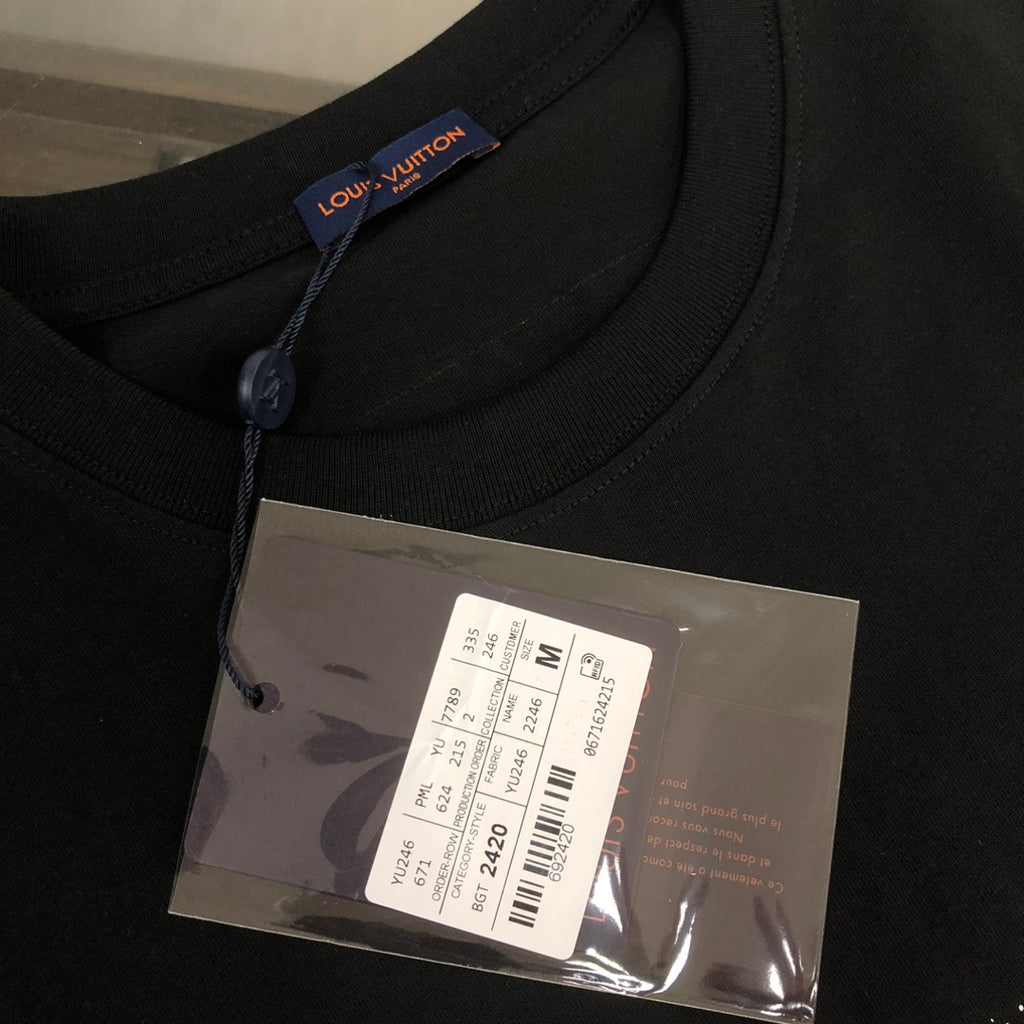 LOUIS VUITTON
PARIS
YU246 PML YU 7789 335
671 624 215 2 246
ORDER-ROW PRODUCTION ORDER COLLECTION CUSTOMER
CATEGORY-STYLE FABRIC NAME SIZE
BGT 2420 YU246 2246 M
RFID
692420
0671624215
Ce vetement a été
et dans le respect de
Nous vous
le plus grand soin et
pour